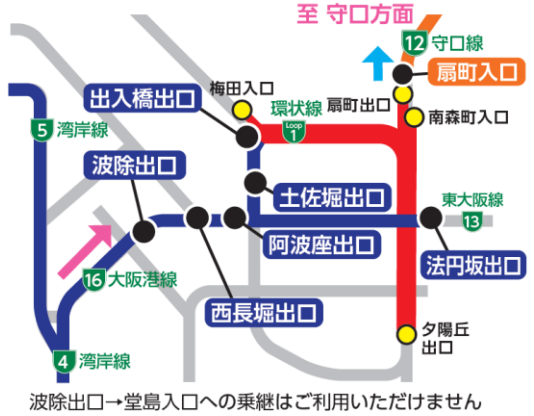 至 守口方面
12 守口線
扇町入口
梅田入口
出入橋出口
環状線
Loop
1
扇町出口
南森町入口
5 湾岸線
波除出口
土佐堀出口
東大阪線
13
阿波座出口
法円坂出口
16 大阪港線
西長堀出口
夕陽丘
出口
4 湾岸線
波除出口→堂島入口への乗継はご利用いただけません